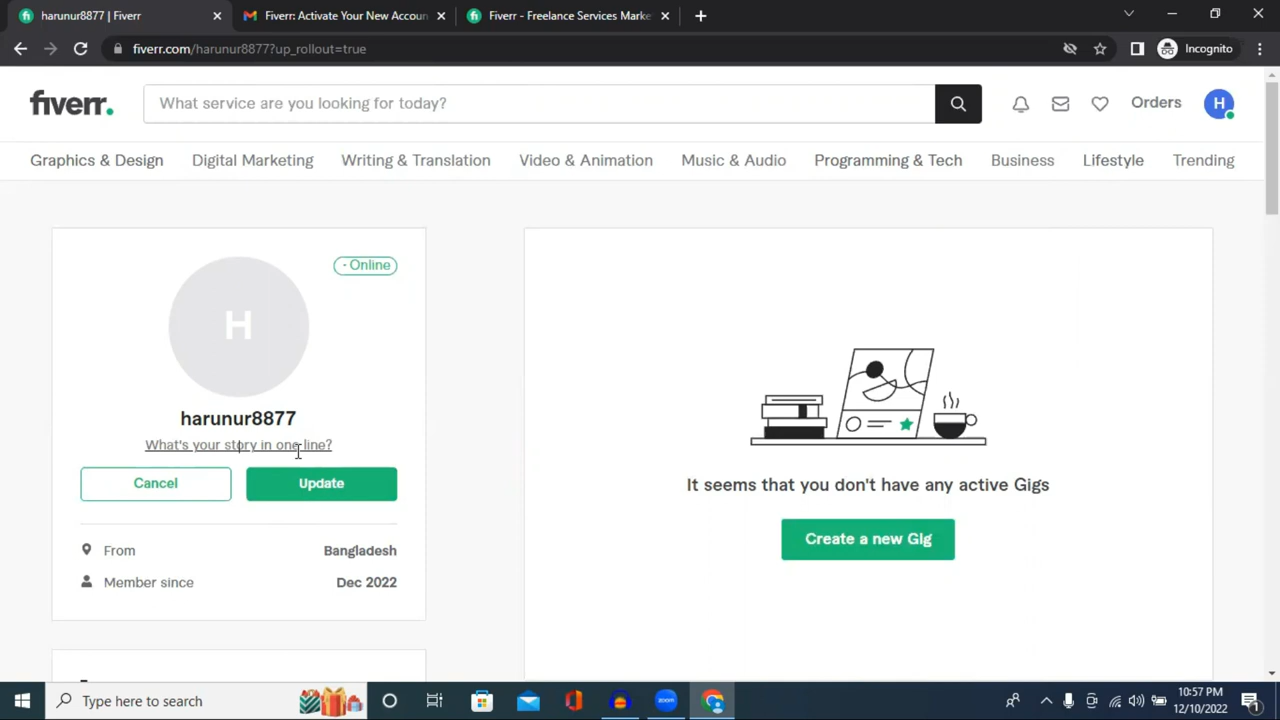 harunur8877 | Fiverr
Fiverr: Activate Your New Accoun
Fiverr - Freelance Services Marke
fiverr.com/harunur8877?up_rollout=true
Incognito
fiverr.
What service are you looking for today?
Orders
H
Graphics & Design
Digital Marketing
Writing & Translation
Video & Animation
Music & Audio
Programming & Tech
Business
Lifestyle
Trending
· Online
H
harunur8877
What's your story in one line?
Cancel
Update
From
Bangladesh
Member since
Dec 2022
It seems that you don't have any active Gigs
Create a new Gig
Type here to search
zoom
10:57 PM
12/10/2022
1